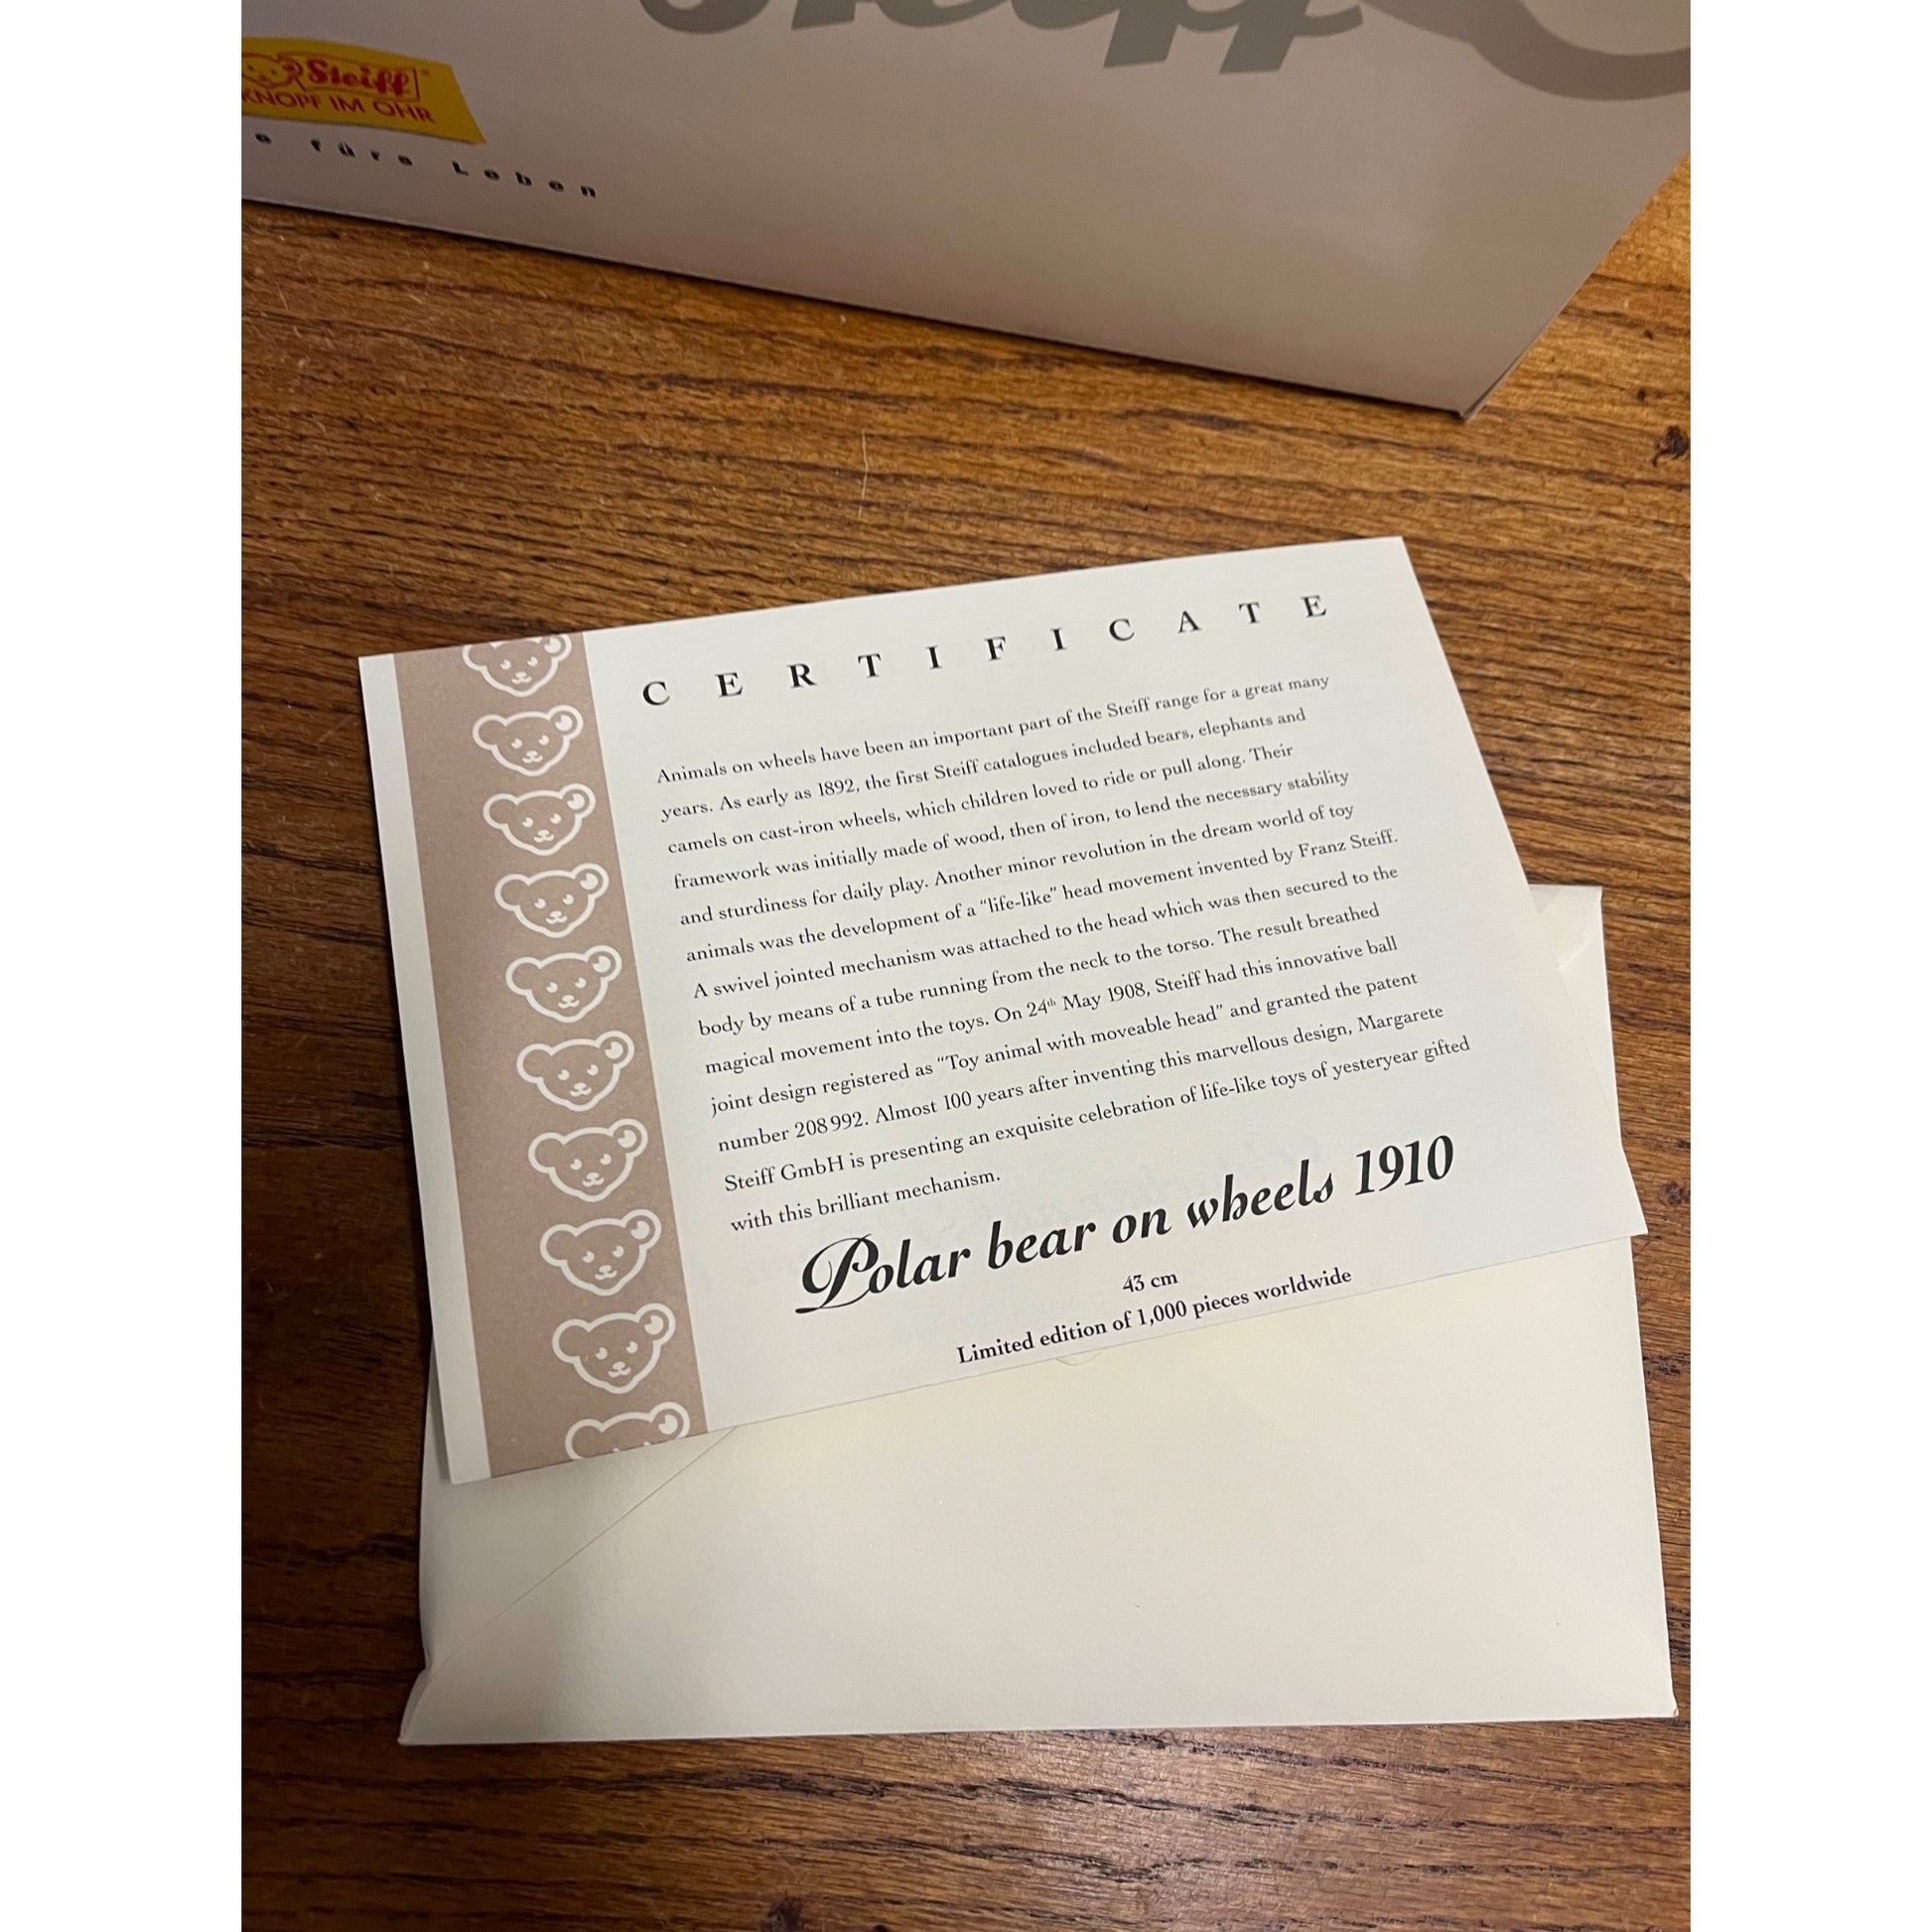 Steiff
Steiff
KNOPF IM OHR
fürs Leben
CERTIFICATE
Animals on wheels have been an important part of the Steiff range for a great many
years. As early as 1892, the first Steiff catalogues included bears, elephants and
camels on cast-iron wheels, which children loved to ride or pull along. Their
framework was initially made of wood, then of iron, to lend the necessary stability
and sturdiness for daily play. Another minor revolution in the dream world of toy
animals was the development of a “life-like” head movement invented by Franz Steiff.
A swivel jointed mechanism was attached to the head which was then secured to the
body by means of a tube running from the neck to the torso. The result breathed
magical movement into the toys. On 24th May 1908, Steiff had this innovative ball
joint design registered as “Toy animal with moveable head” and granted the patent
number 208 992. Almost 100 years after inventing this marvellous design, Margarete
Steiff GmbH is presenting an exquisite celebration of life-like toys of yesteryear gifted
with this brilliant mechanism.
Polar bear on wheels 1910
43 cm
Limited edition of 1,000 pieces worldwide